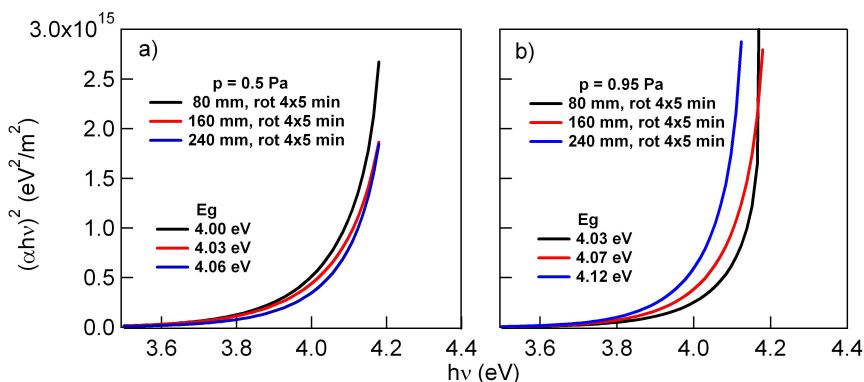 3.0x10^15
2.5
2.0
1.5
1.0
0.5
0.0
(αhν)^2 (eV^2/m^2)
a)
p = 0.5 Pa
80 mm, rot 4x5 min
160 mm, rot 4x5 min
240 mm, rot 4x5 min
Eg
4.00 eV
4.03 eV
4.06 eV
3.6 3.8 4.0 4.2 4.4
b)
p = 0.95 Pa
80 mm, rot 4x5 min
160 mm, rot 4x5 min
240 mm, rot 4x5 min
Eg
4.03 eV
4.07 eV
4.12 eV
3.6 3.8 4.0 4.2 4.4
hν (eV)